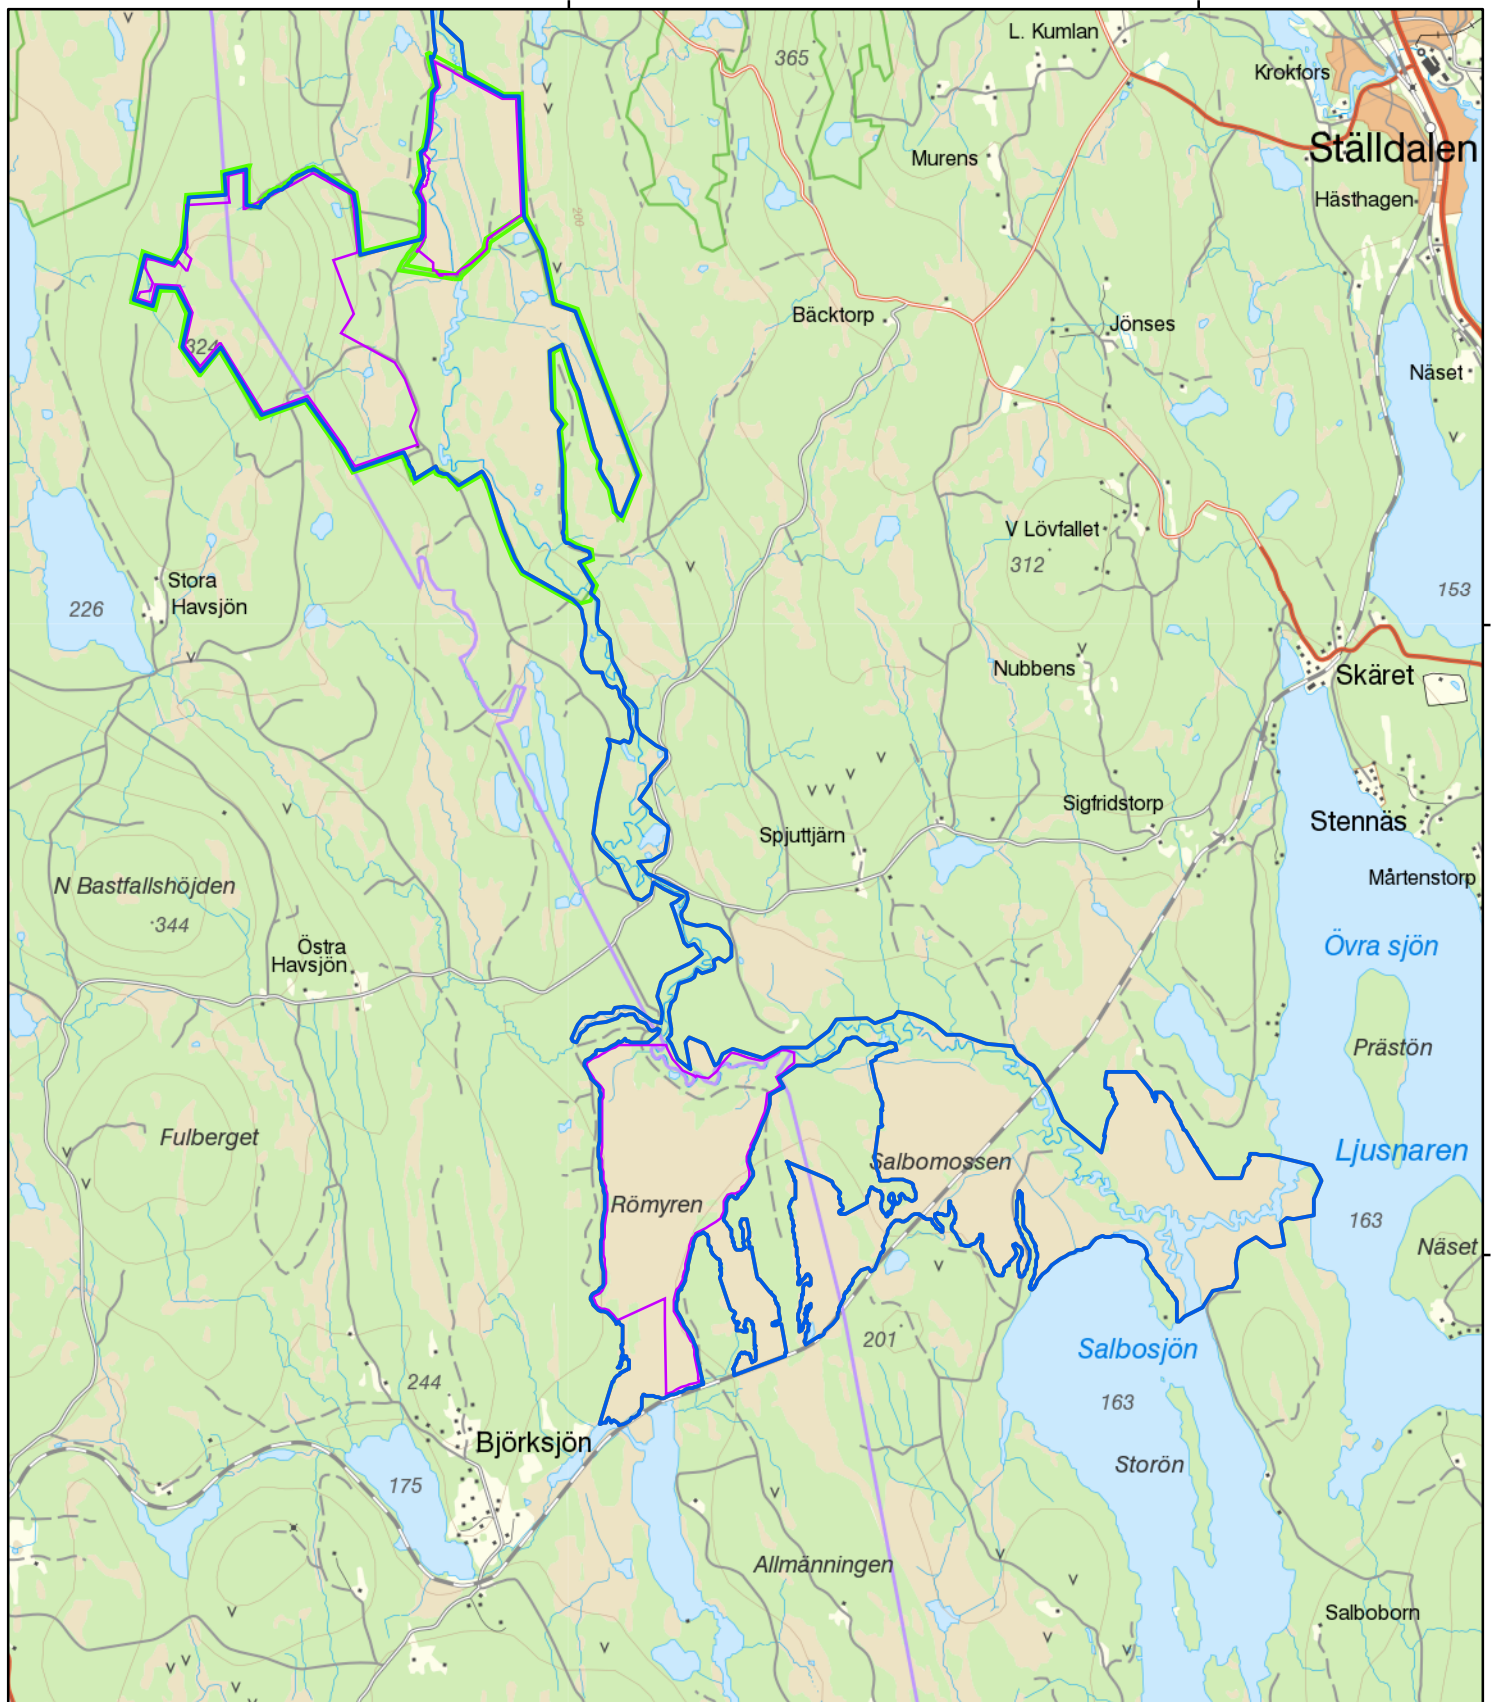 L. Kumlan
365
Krokfors
Ställdalen
Murens
Hästhagen
200
Bäcktorp
Jönses
324
Näset
V Lövfallet
312
Stora
Havsjön
226
153
Nubbens
Skäret
Sigfridstorp
Stennäs
Spjuttjärn
Mårtenstorp
N Bastfallshöjden
344
Östra
Havsjön
Övra sjön
Prästön
Fulberget
Ljusnaren
Salbomossen
Römyren
163
Näset
201
Salbosjön
244
163
Björksjön
Storön
175
Allmänningen
Salboborn